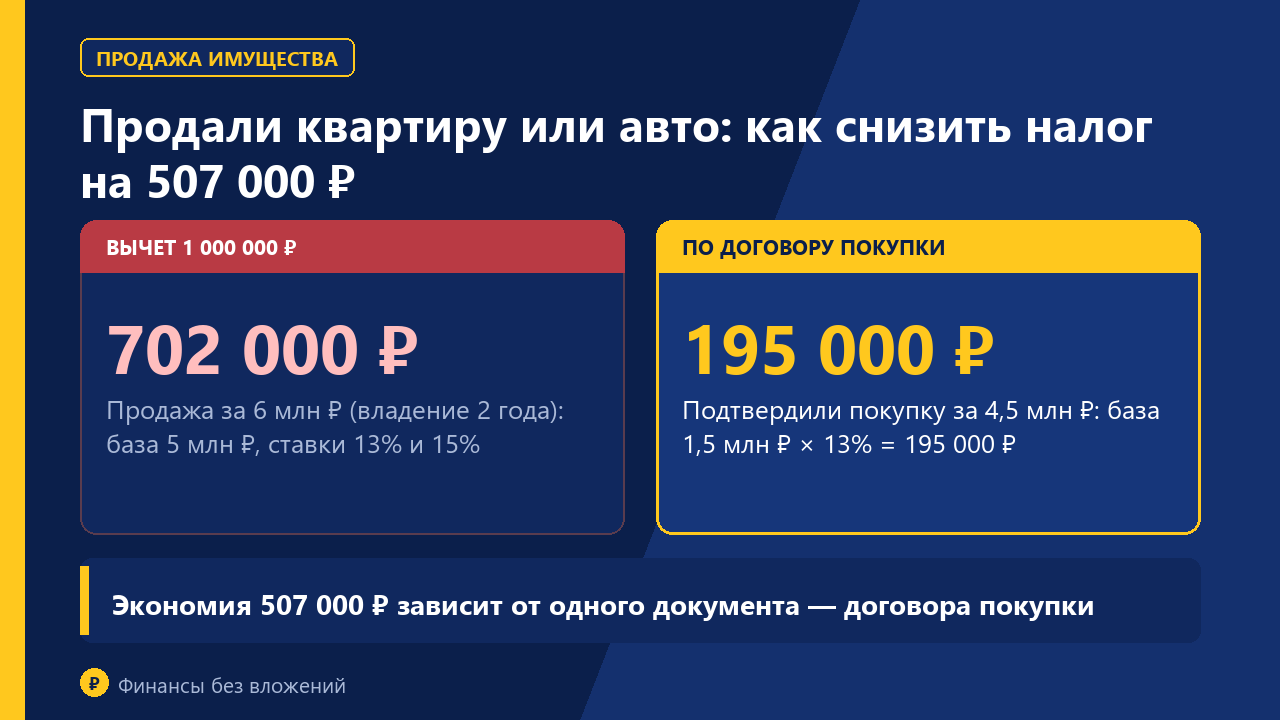 ПРОДАЖА ИМУЩЕСТВА
Продали квартиру или авто: как снизить налог
на 507 000 ₽
ВЫЧЕТ 1 000 000 ₽
702 000 ₽
Продажа за 6 млн ₽ (владение 2 года):
база 5 млн ₽, ставки 13% и 15%
ПО ДОГОВОРУ ПОКУПКИ
195 000 ₽
Подтвердили покупку за 4,5 млн ₽: база
1,5 млн ₽ × 13% = 195 000 ₽
Экономия 507 000 ₽ зависит от одного документа — договора покупки
₽ Финансы без вложений